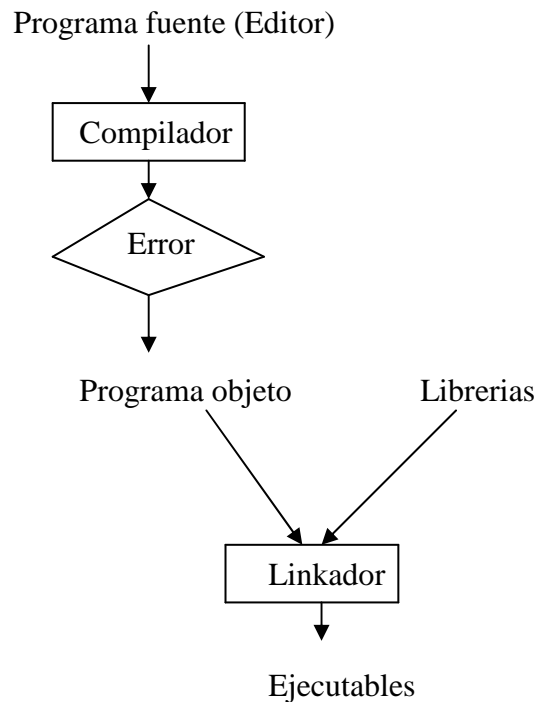 Programa fuente (Editor)
Compilador
Error
Programa objeto
Librerias
Linkador
Ejecutables